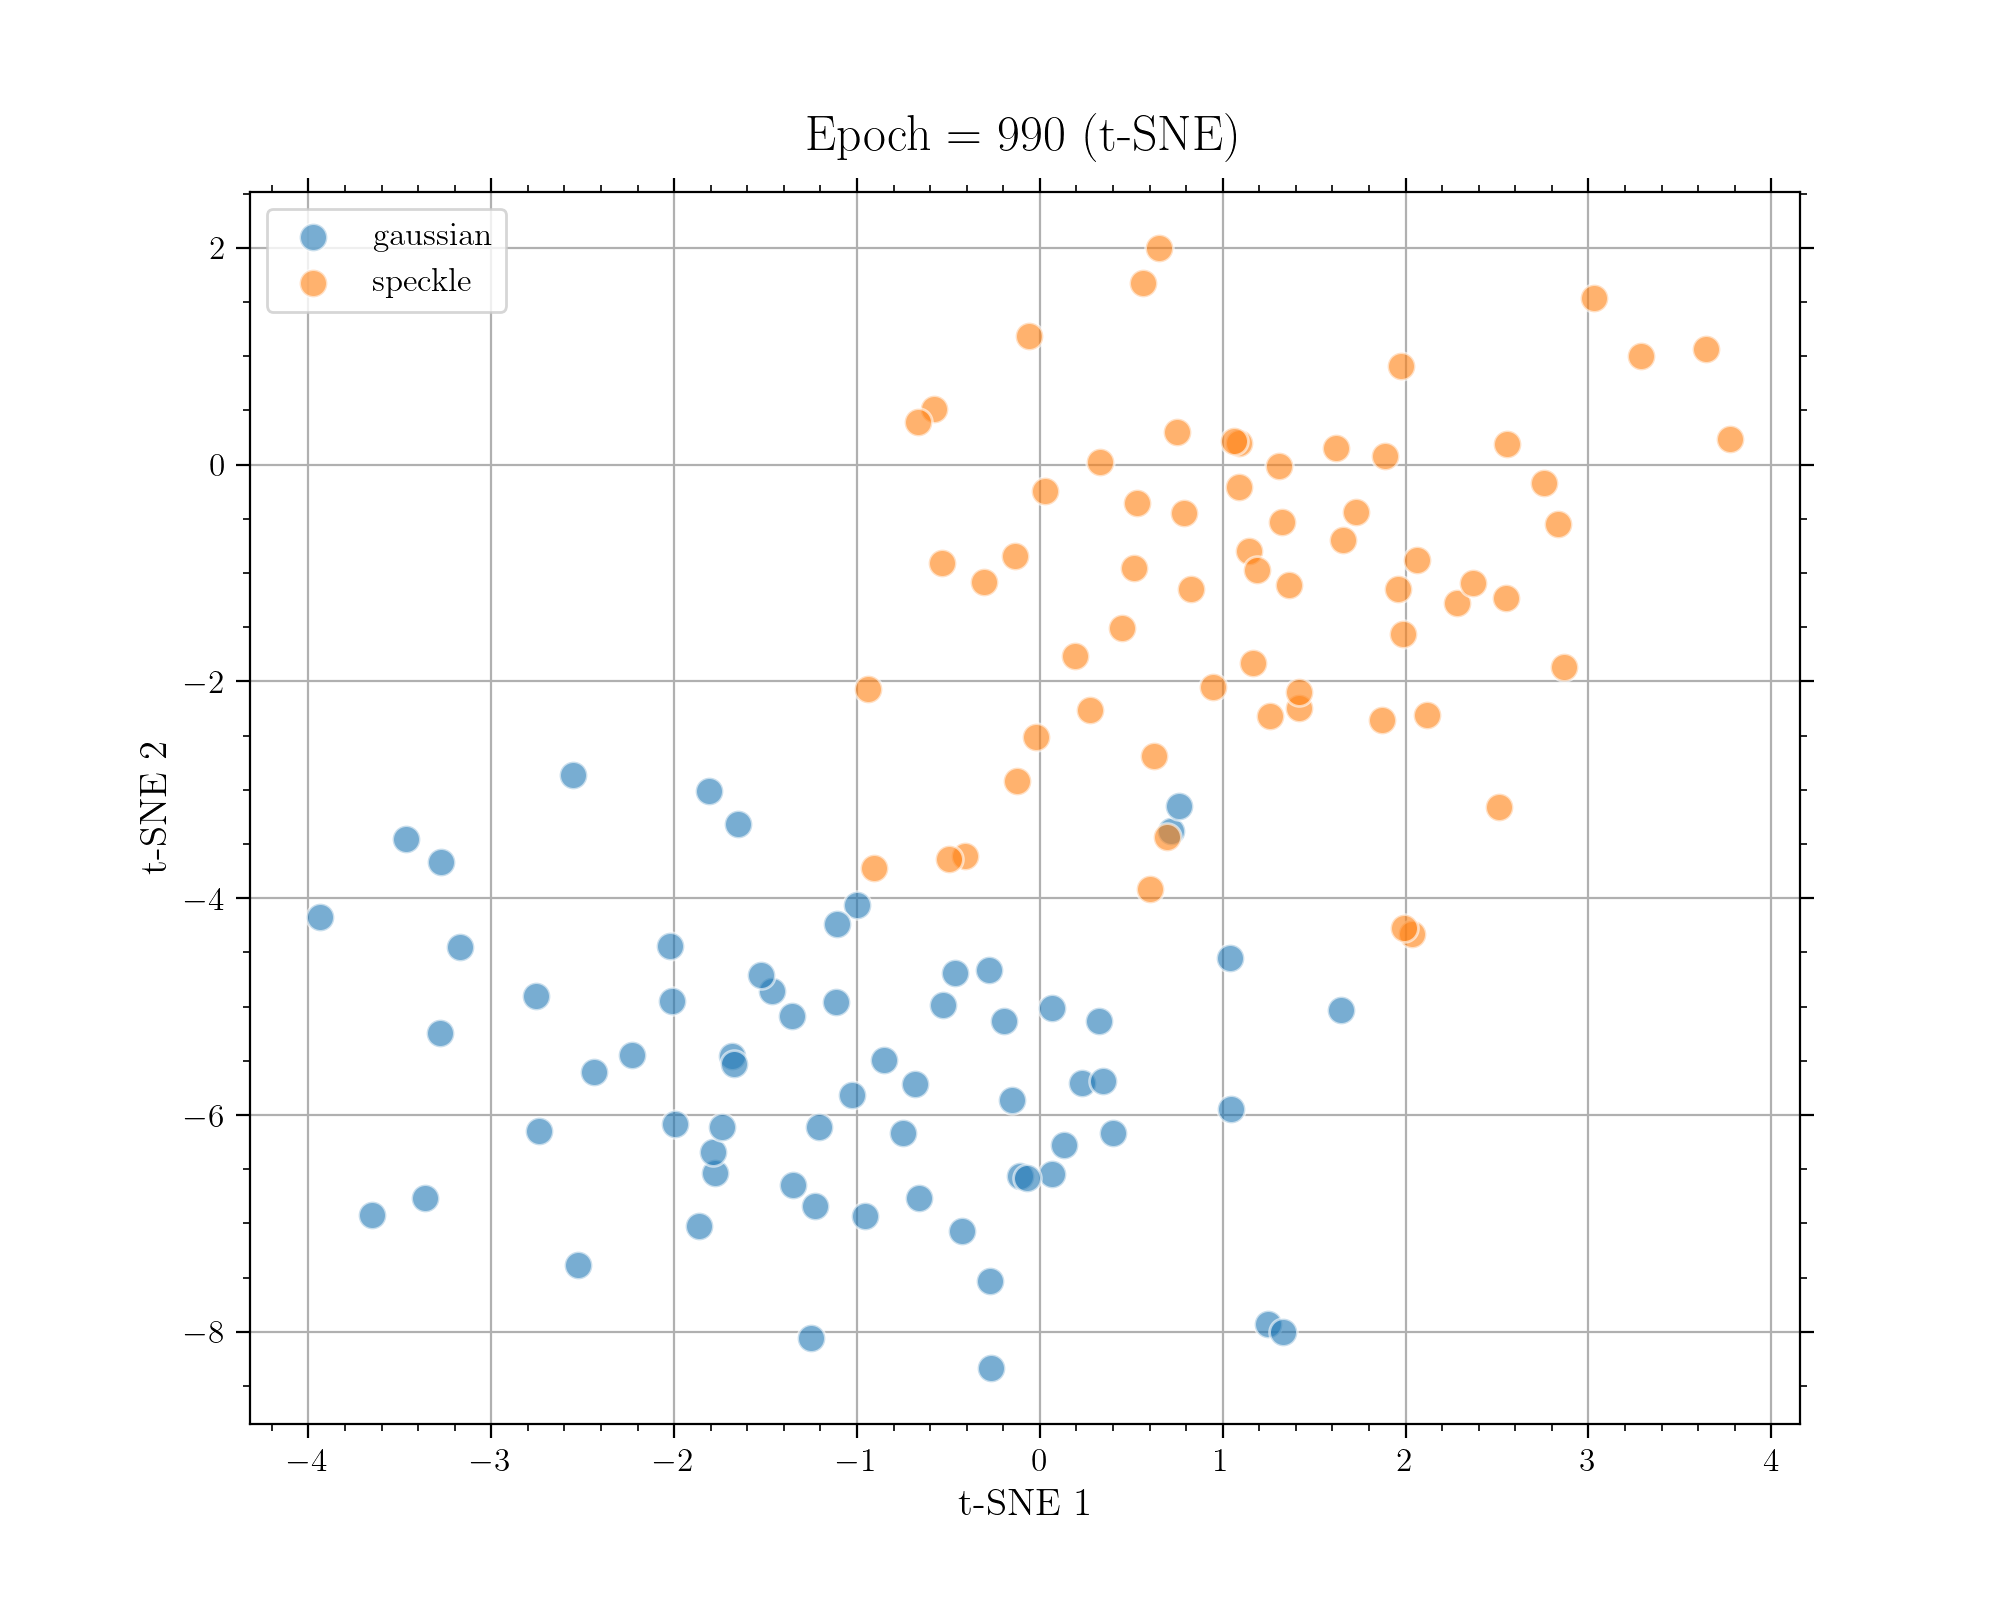 Epoch = 990 (t-SNE)
gaussian
speckle
2
0
−2
−4
−6
−8
t-SNE 2
−4 −3 −2 −1 0 1 2 3 4
t-SNE 1